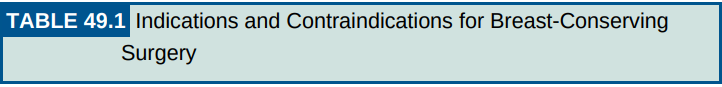 TABLE 49.1 Indications and Contraindications for Breast-Conserving
Surgery